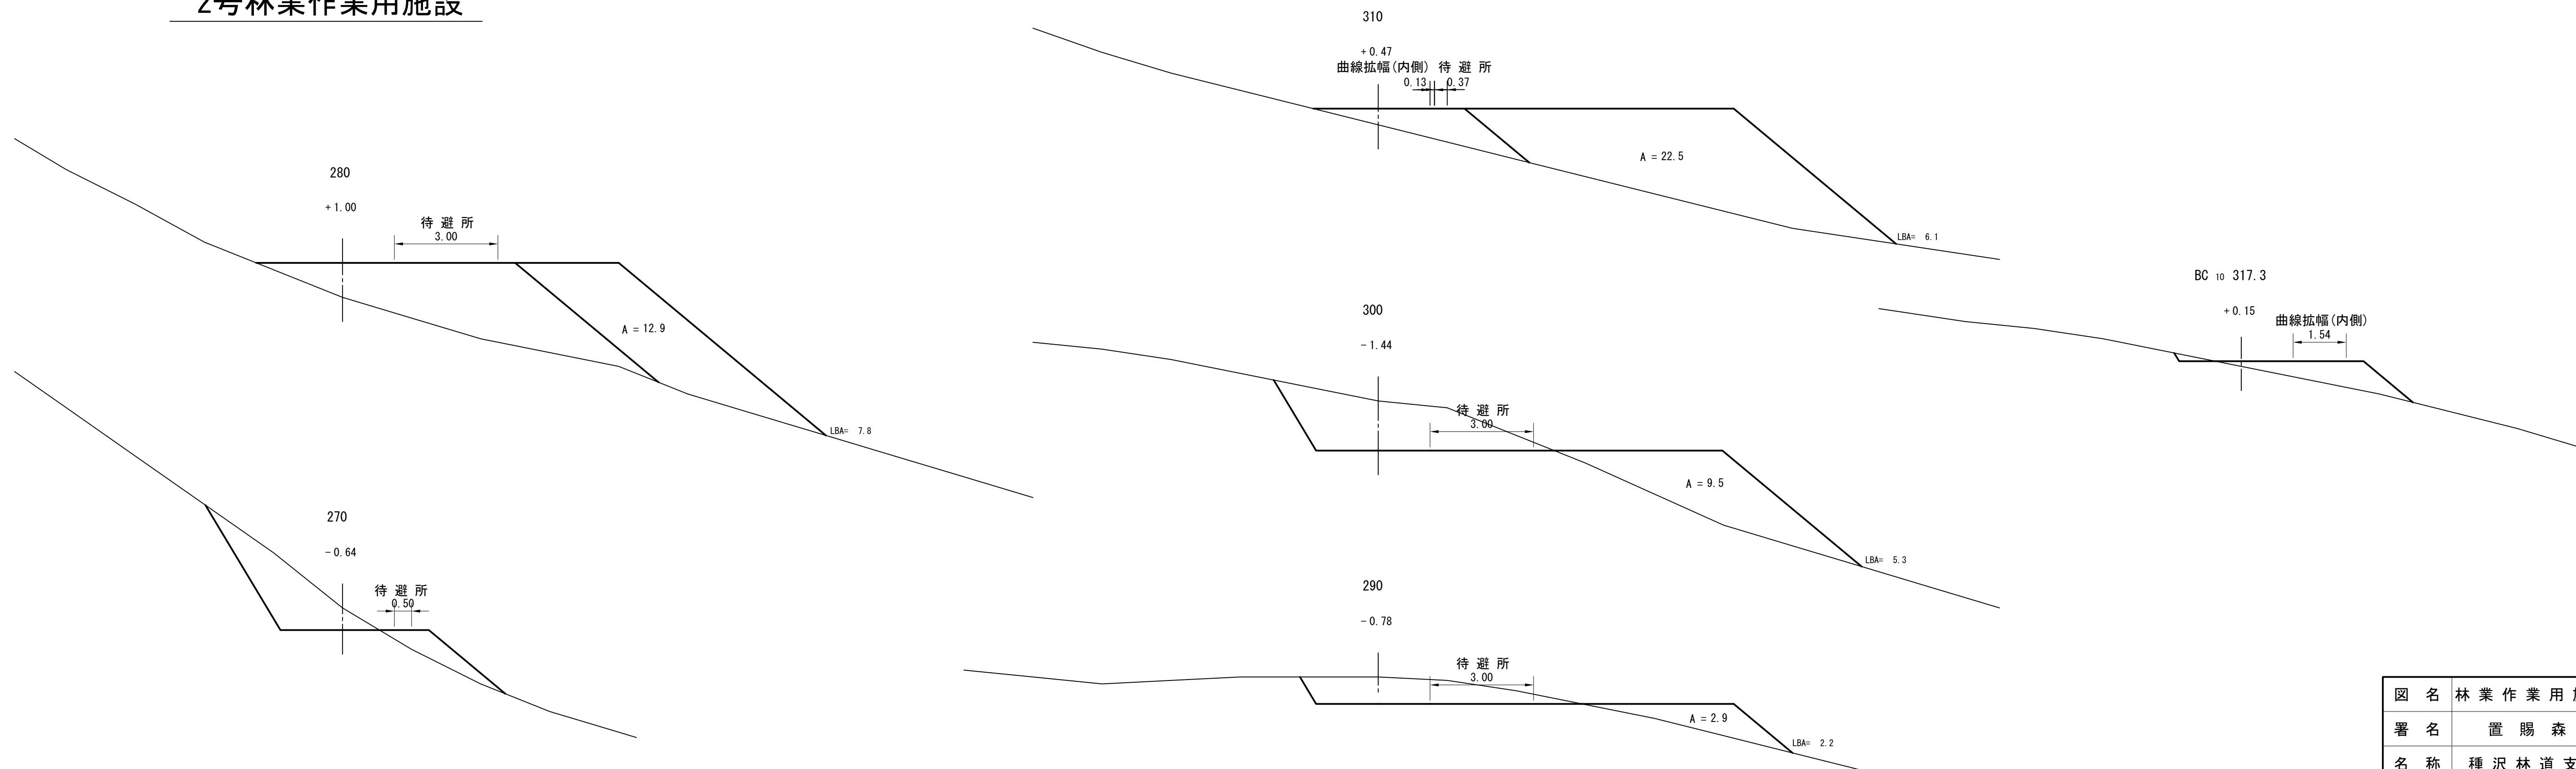 2号林業作業用施設
280
+1.00
待 避 所
3.00
A = 12.9
LBA= 7.8
270
-0.64
待 避 所
0.50
310
+0.47
曲線拡幅(内側) 待 避 所
0.13 0.37
A = 22.5
LBA= 6.1
300
-1.44
待 避 所
3.00
A = 9.5
LBA= 5.3
290
-0.78
待 避 所
3.00
A = 2.9
LBA= 2.2
BC 10 317.3
+0.15
曲線拡幅(内側)
1.54
図 名 林 業 作 業 用
署 名 置 賜 森
名 称 種 沢 林 道 支